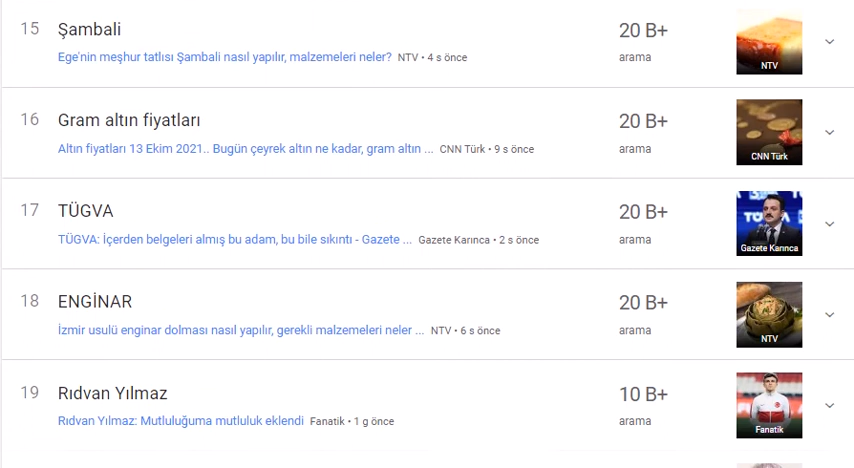 15 Şambali 20 B+
Ege'nin meşhur tatlısı Şambali nasıl yapılır, malzemeleri neler? NTV • 4 s önce arama
NTV
16 Gram altın fiyatları 20 B+
Altın fiyatları 13 Ekim 2021.. Bugün çeyrek altın ne kadar, gram altın ... CNN Türk • 9 s önce arama
CNN Türk
17 TÜGVA 20 B+
TÜGVA: İçerden belgeleri almış bu adam, bu bile sıkıntı - Gazete ... Gazete Karınca • 2 s önce arama
Gazete Karınca
18 ENGİNAR 20 B+
İzmir usulü enginar dolması nasıl yapılır, gerekli malzemeleri neler ... NTV • 6 s önce arama
NTV
19 Rıdvan Yılmaz 10 B+
Rıdvan Yılmaz: Mutluluğuma mutluluk eklendi Fanatik • 1 g önce arama
Fanatik